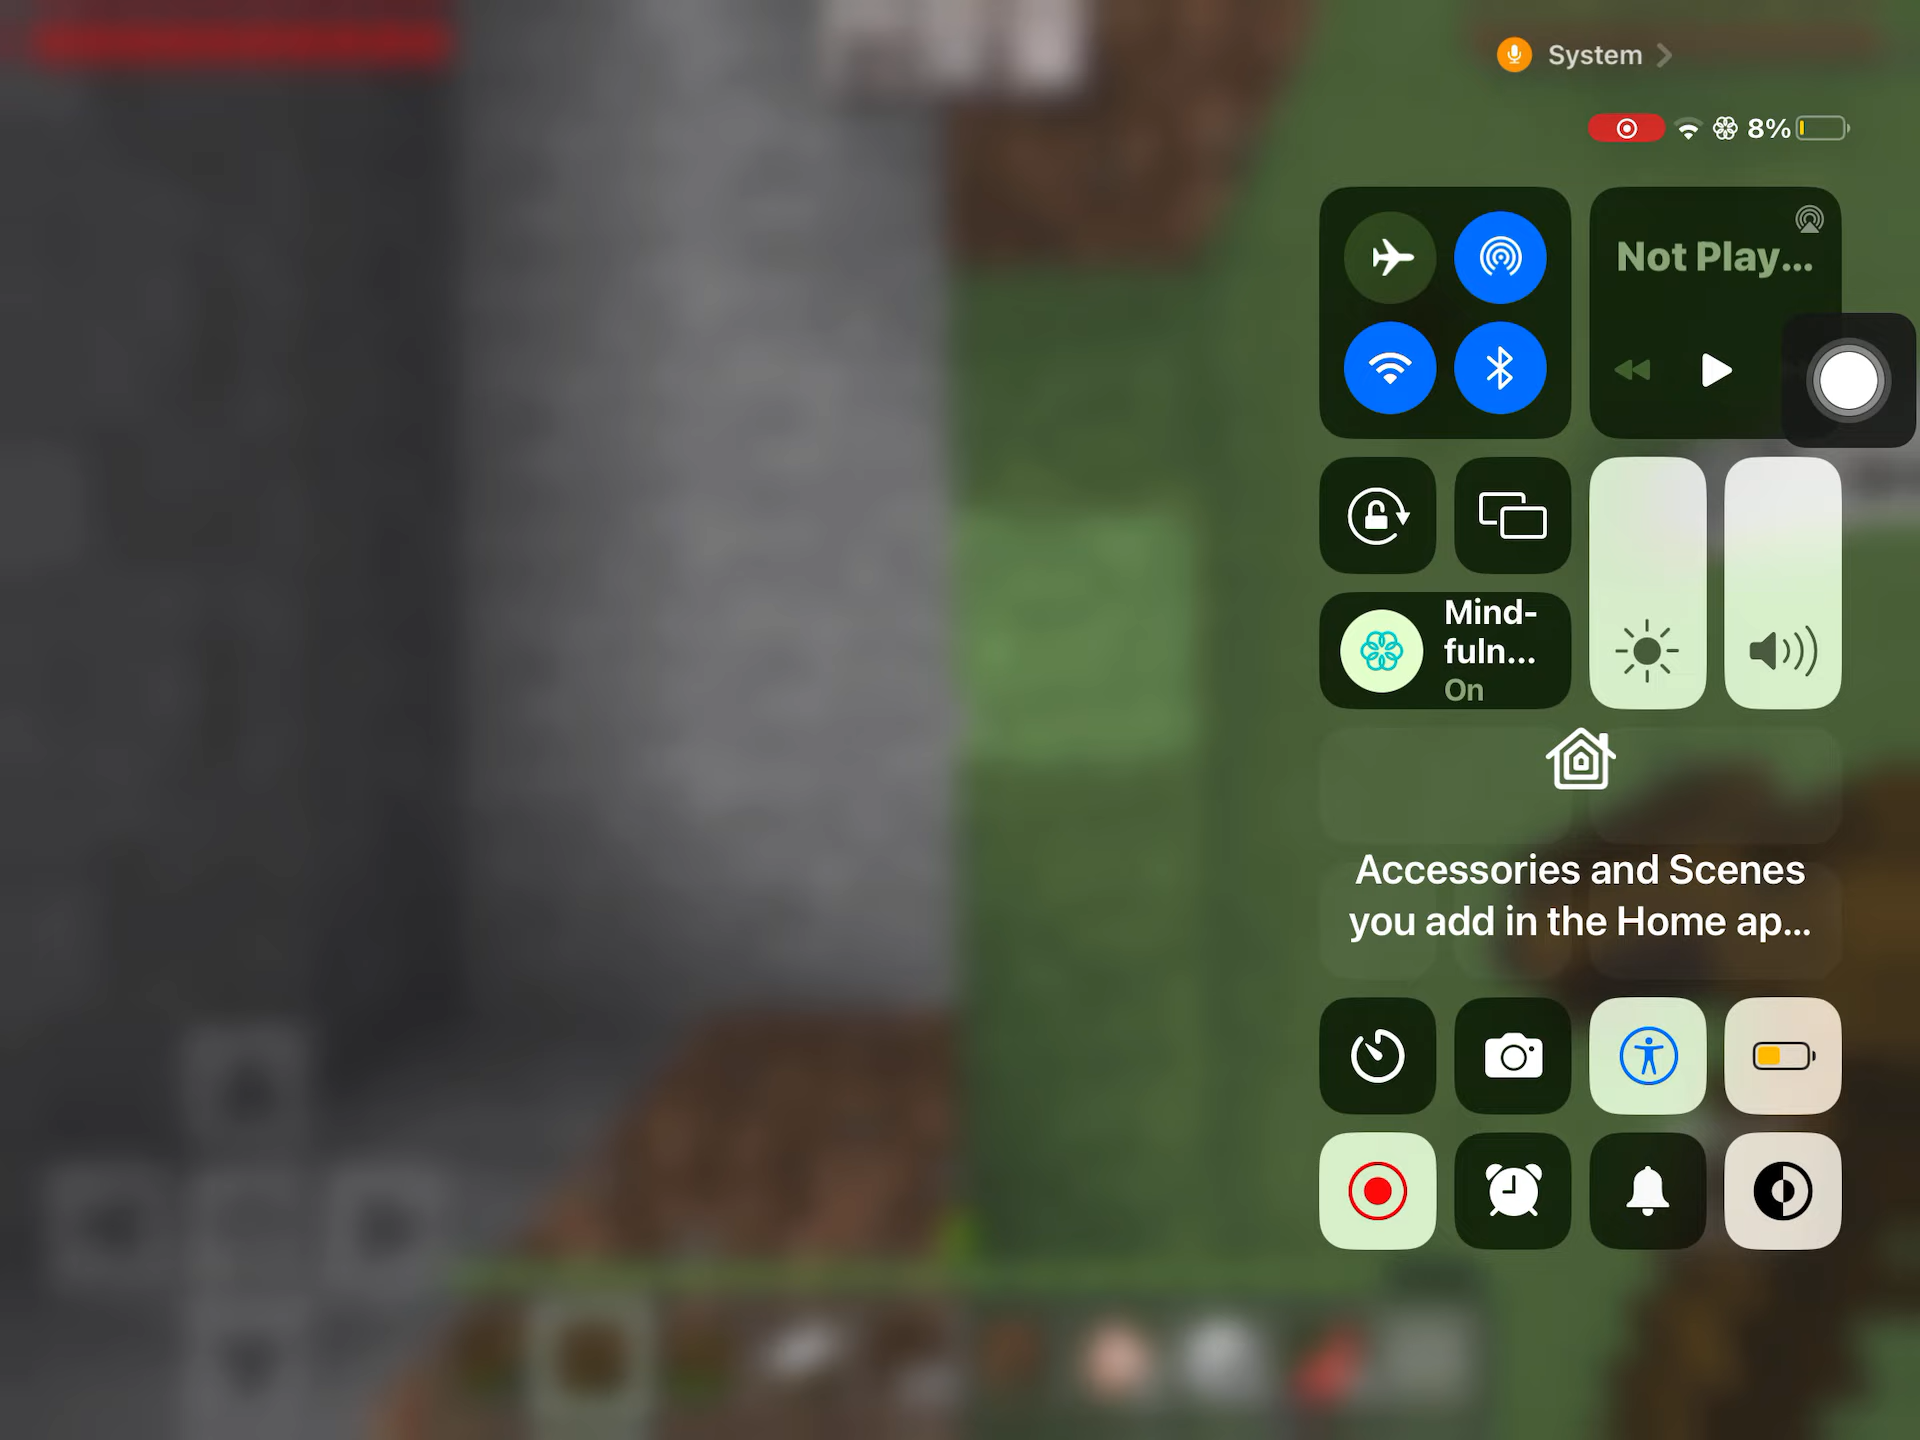 System
8%
Not Play...
Mind-
fuln...
On
Accessories and Scenes
you add in the Home ap...